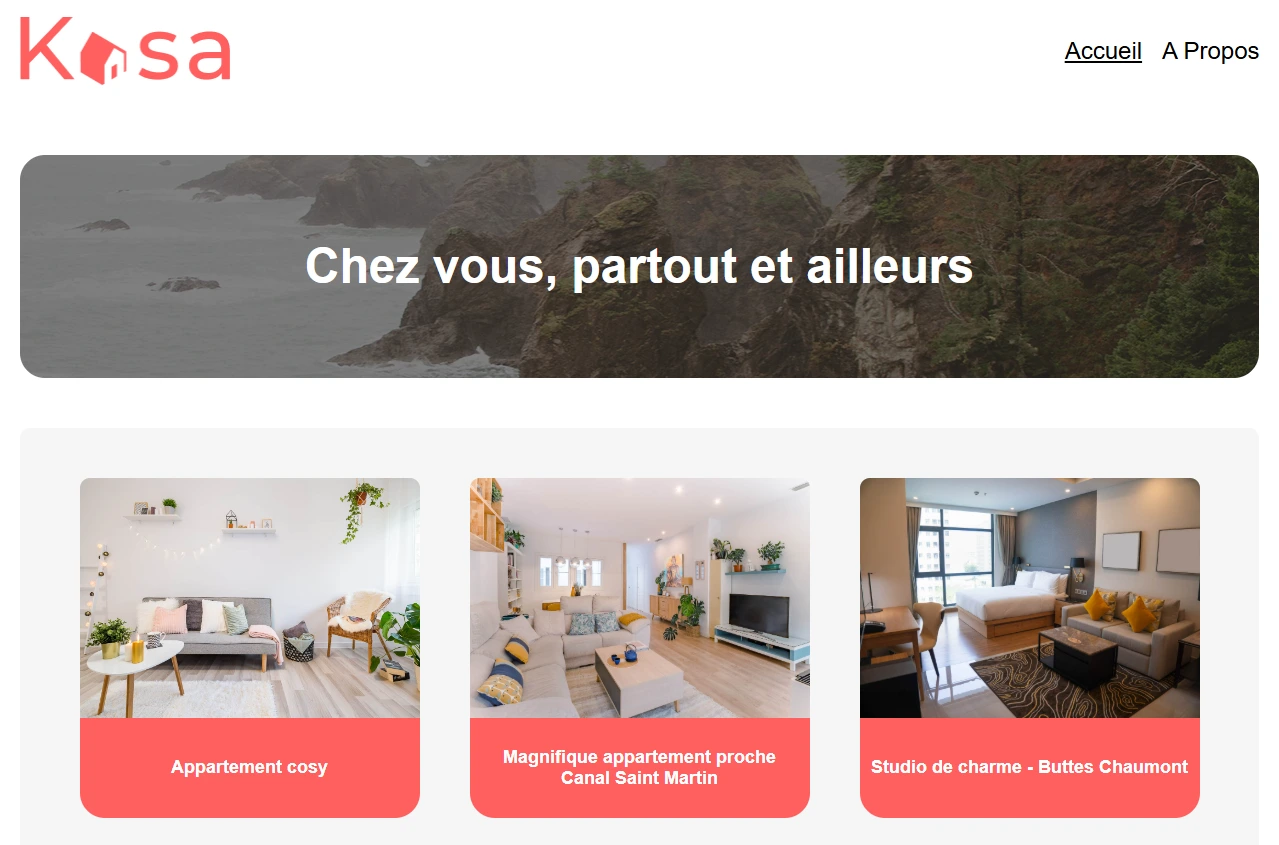 Kasa
Accueil A Propos
Chez vous, partout et ailleurs
Appartement cosy
Magnifique appartement proche
Canal Saint Martin
Studio de charme - Buttes Chaumont